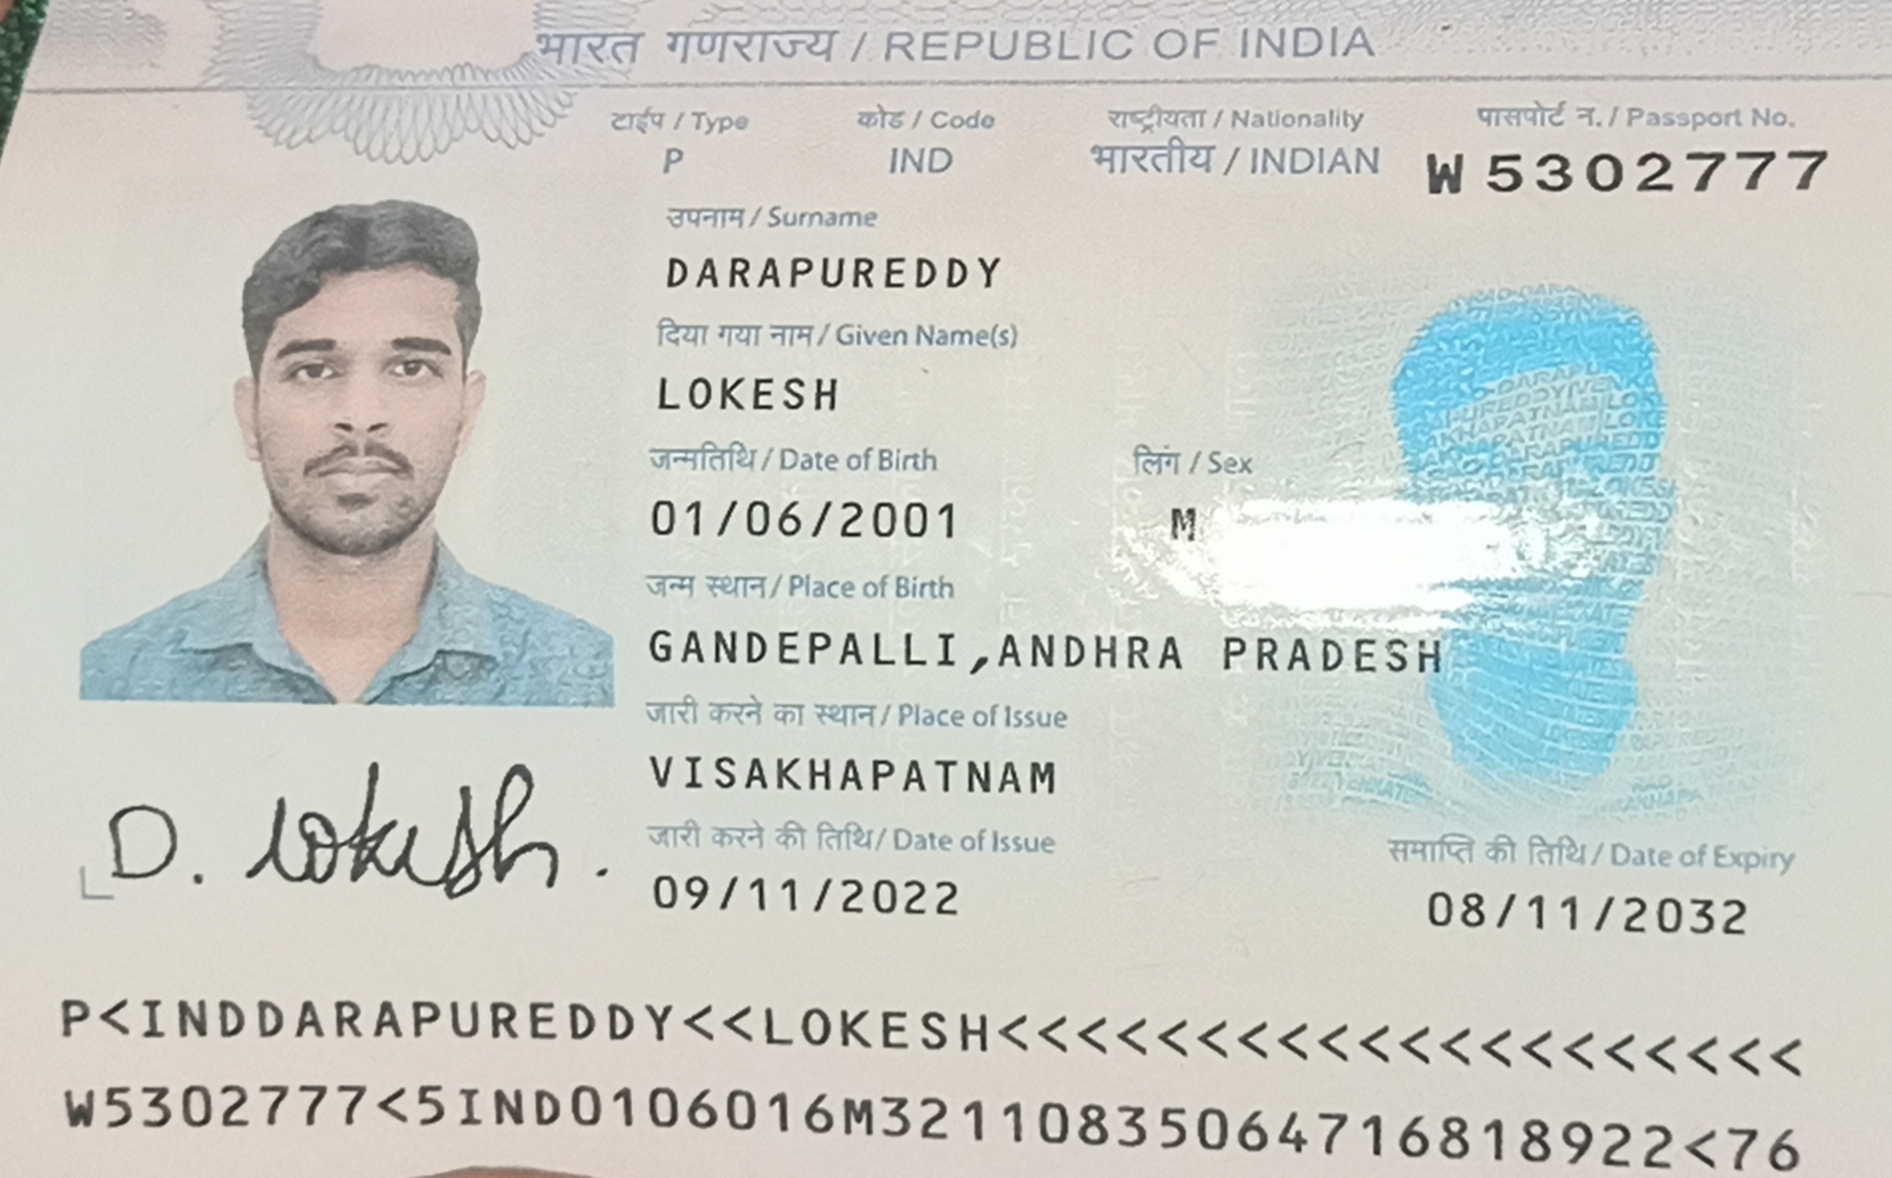 भारत गणराज्य / REPUBLIC OF INDIA
टाईप / Type कोड / Code राष्ट्रीयता / Nationality पासपोर्ट न. / Passport No.
P IND भारतीय / INDIAN W5302777
उपनाम / Surname
DARAPUREDDY
दिया गया नाम / Given Name(s)
LOKESH
जन्मतिथि / Date of Birth लिंग / Sex
01/06/2001 M
जन्म स्थान / Place of Birth
GANDEPALLI,ANDHRA PRADESH
जारी करने का स्थान / Place of Issue
VISAKHAPATNAM
D. Lokesh.
जारी करने की तिथि / Date of Issue समाप्ति की तिथि / Date of Expiry
09/11/2022 08/11/2032
P<INDDARAPUREDDY<<LOKESH<<<<<<<<<<<<<<<<<<<<
W5302777<5IND0106016M32110835064716818922<76